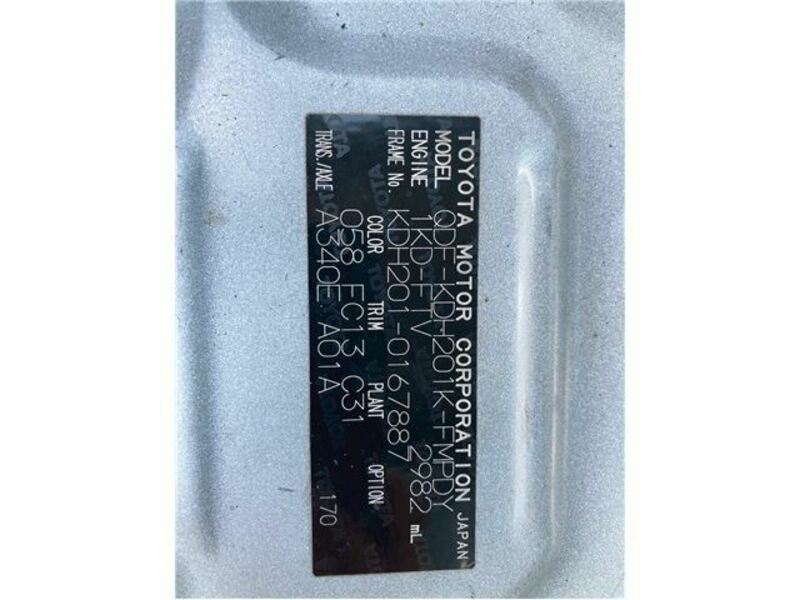 TOYOTA MOTOR CORPORATION JAPAN
MODEL QDF-KDH201K-FMPDY
ENGINE 1KD-FTV 2982 mL
FRAME No. KDH201-0167887
COLOR TRIM PLANT OPTION
058 FC13 C31
TRANS./AXLE A340E A01A 170